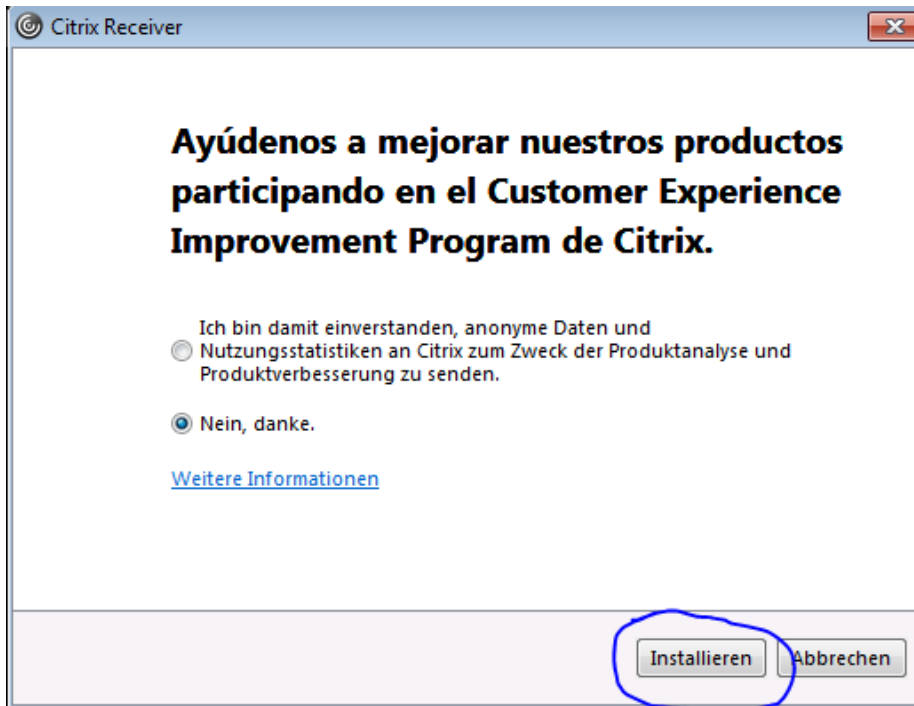 Citrix Receiver
Ayúdenos a mejorar nuestros productos
participando en el Customer Experience
Improvement Program de Citrix.
Ich bin damit einverstanden, anonyme Daten und
Nutzungsstatistiken an Citrix zum Zweck der Produktanalyse und
Produktverbesserung zu senden.
Nein, danke.
Weitere Informationen
Installieren Abbrechen